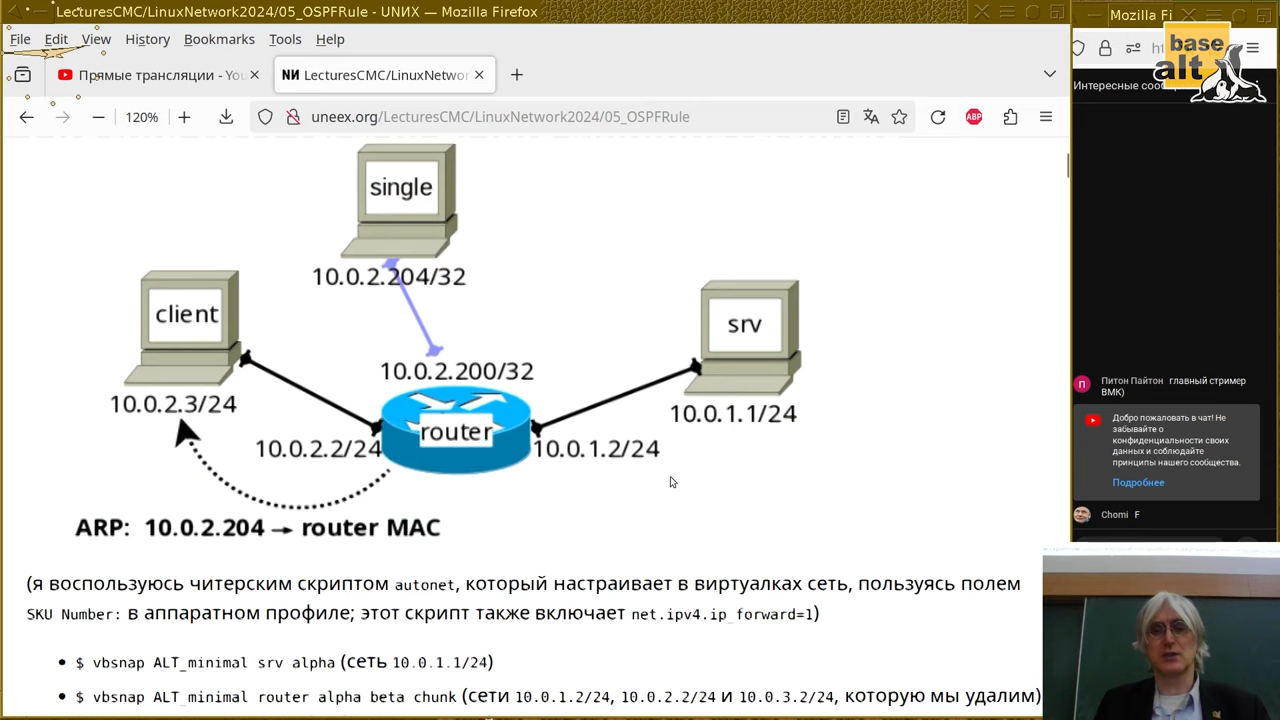 LecturesCMC/LinuxNetwork2024/05_OSPFRule - UNИX — Mozilla Firefox
File Edit View History Bookmarks Tools Help
Прямые трансляции - You
NИ LecturesCMC/LinuxNetwor
120%
uneex.org/LecturesCMC/LinuxNetwork2024/05_OSPFRule
ABP
single
10.0.2.204/32
client
srv
10.0.2.200/32
10.0.2.3/24
10.0.1.1/24
router
10.0.2.2/24
10.0.1.2/24
ARP: 10.0.2.204 → router MAC
(я воспользуюсь читерским скриптом autonet, который настраивает в виртуалках сеть, пользуясь полем
SKU Number: в аппаратном профиле; этот скрипт также включает net.ipv4.ip_forward=1)
• $ vbsnap ALT_minimal srv alpha (сеть 10.0.1.1/24)
• $ vbsnap ALT_minimal router alpha beta chunk (сети 10.0.1.2/24, 10.0.2.2/24 и 10.0.3.2/24, которую мы удалим)
Mozilla Fi
base
alt
Интересные
П Питон Пайтон главный стример
ВМК)
Добро пожаловать в чат! Не
забывайте о
конфиденциальности своих
данных и соблюдайте
принципы нашего сообщества.
Подробнее
Chomi F